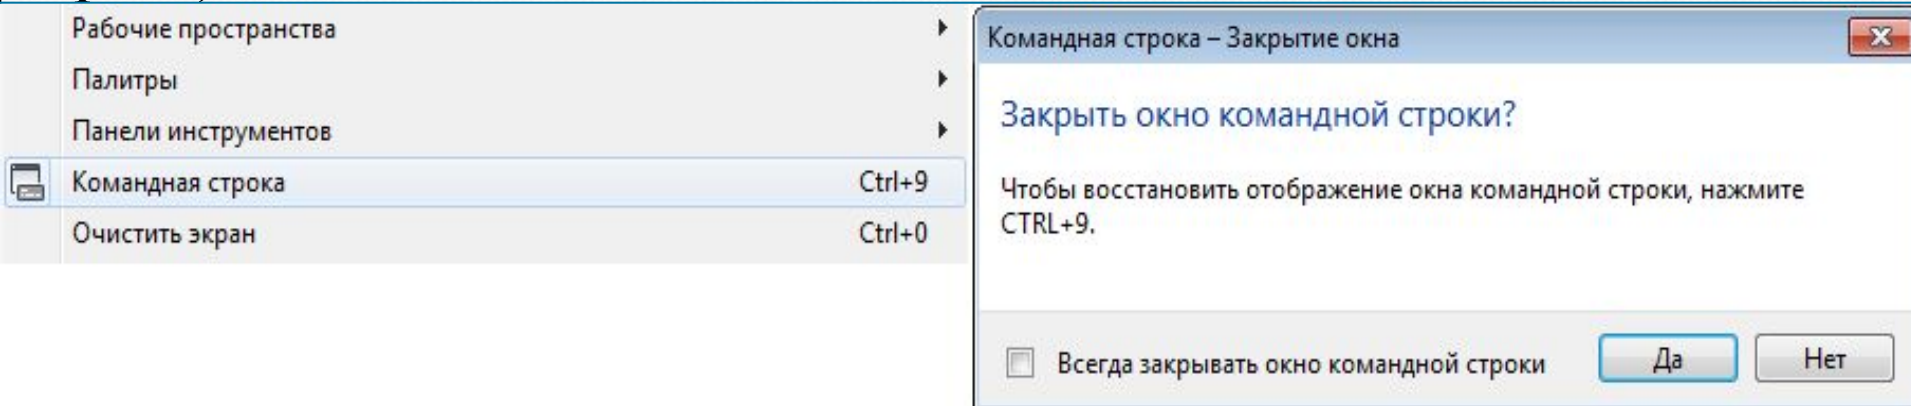 Рабочие пространства
Палитры
Панели инструментов
Командная строка Ctrl+9
Очистить экран Ctrl+0
Командная строка – Закрытие окна
Закрыть окно командной строки?
Чтобы восстановить отображение окна командной строки, нажмите
CTRL+9.
Всегда закрывать окно командной строки
Да Нет